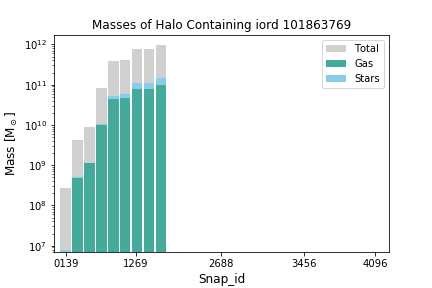 Masses of Halo Containing iord 101863769
Mass [M⊙]
10¹²
10¹¹
10¹⁰
10⁹
10⁸
10⁷
Total
Gas
Stars
0139 1269 2688 3456 4096
Snap_id